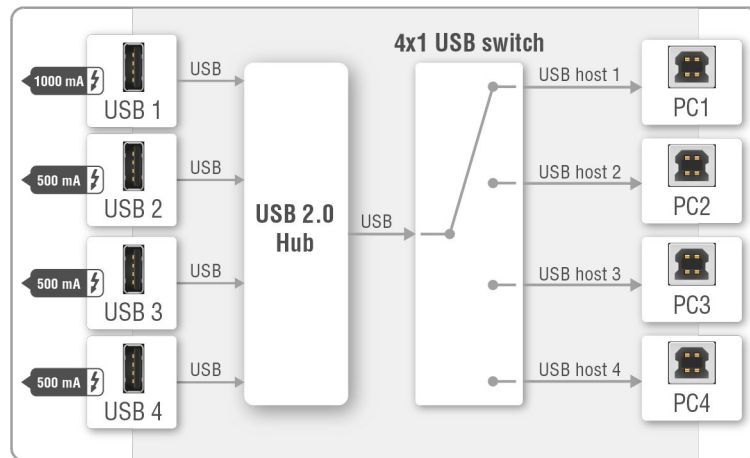 4x1 USB switch
1000 mA
USB 1
USB
USB host 1
PC1
500 mA
USB 2
USB
USB host 2
PC2
USB 2.0
Hub
USB
500 mA
USB 3
USB
USB host 3
PC3
500 mA
USB 4
USB
USB host 4
PC4